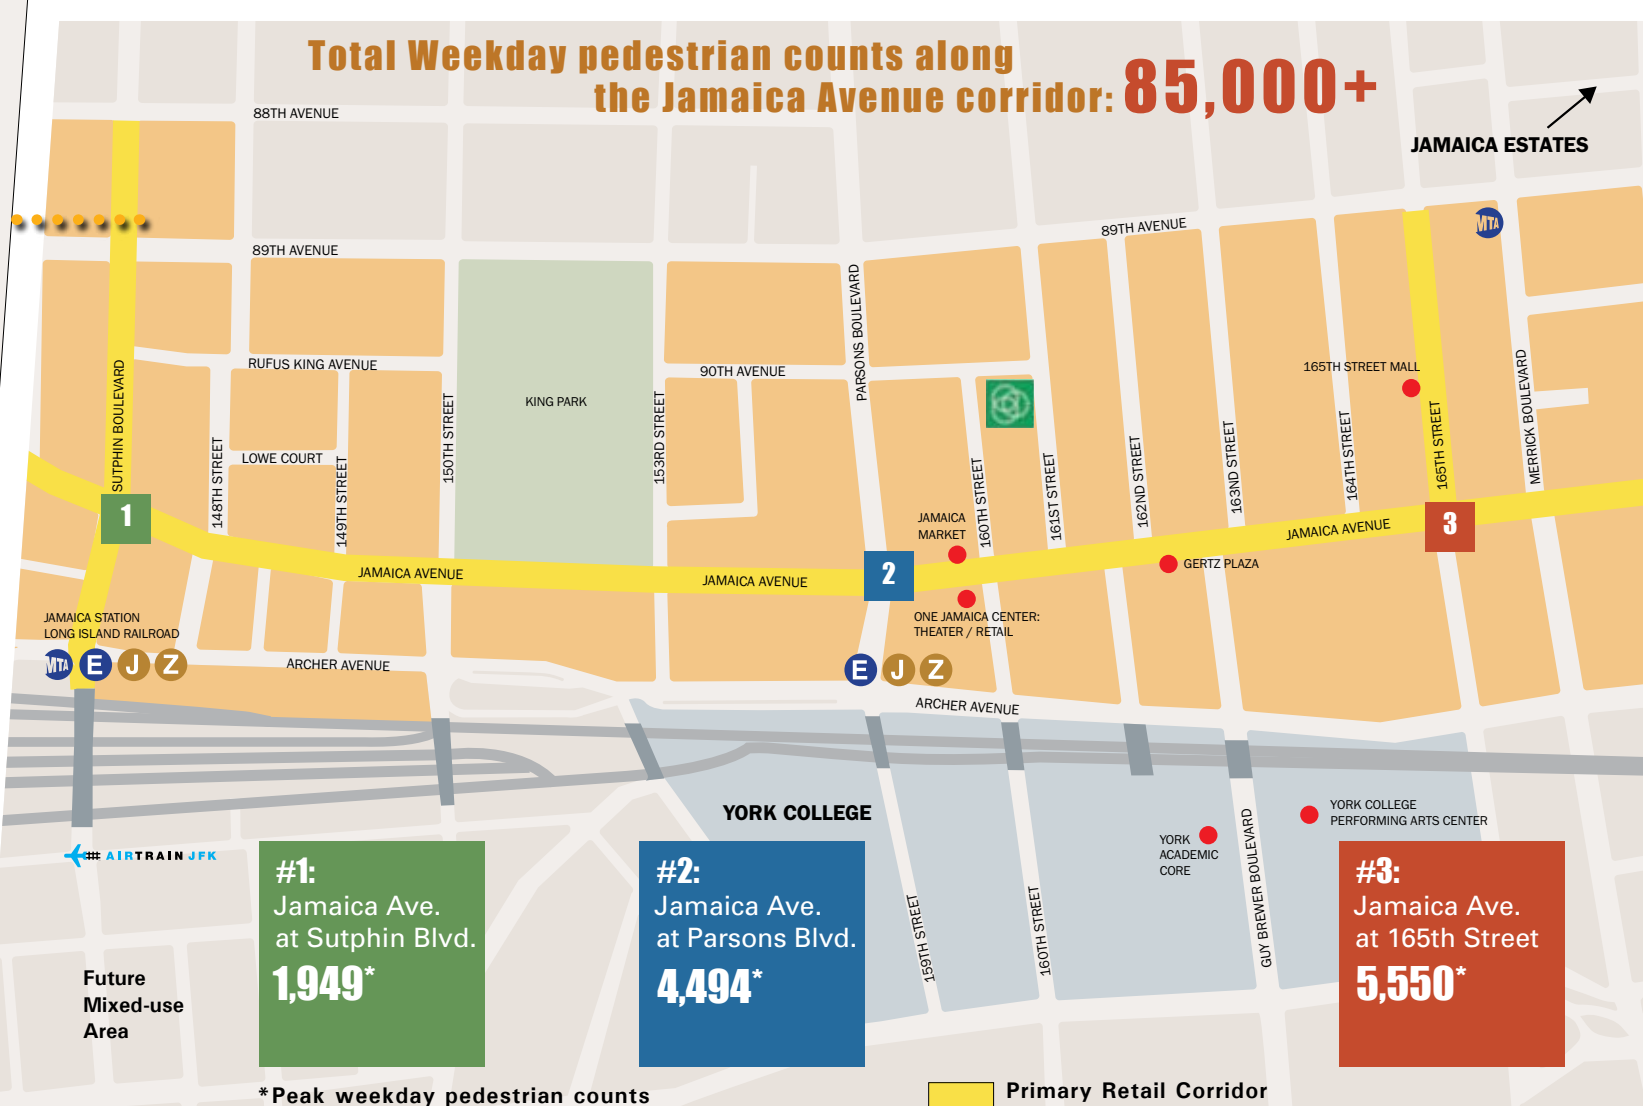 Total Weekday pedestrian counts along
the Jamaica Avenue corridor: 85,000+
88TH AVENUE
JAMAICA ESTATES
MTA
89TH AVENUE
89TH AVENUE
SUTPHIN BOULEVARD
RUFUS KING AVENUE
148TH STREET
LOWE COURT
149TH STREET
150TH STREET
KING PARK
153RD STREET
90TH AVENUE
PARSONS BOULEVARD
160TH STREET
161ST STREET
162ND STREET
163ND STREET
164TH STREET
165TH STREET MALL
165TH STREET
MERRICK BOULEVARD
1
JAMAICA AVENUE
JAMAICA AVENUE
2
JAMAICA
MARKET
JAMAICA AVENUE
3
GERTZ PLAZA
ONE JAMAICA CENTER:
THEATER / RETAIL
JAMAICA STATION
LONG ISLAND RAILROAD
MTA E J Z
ARCHER AVENUE
E J Z
ARCHER AVENUE
YORK COLLEGE
YORK COLLEGE
PERFORMING ARTS CENTER
YORK
ACADEMIC
CORE
GUY BREWER BOULEVARD
159TH STREET
160TH STREET
AIRTRAIN JFK
Future
Mixed-use
Area
#1:
Jamaica Ave.
at Sutphin Blvd.
1,949*
#2:
Jamaica Ave.
at Parsons Blvd.
4,494*
#3:
Jamaica Ave.
at 165th Street
5,550*
*Peak weekday pedestrian counts
Primary Retail Corridor